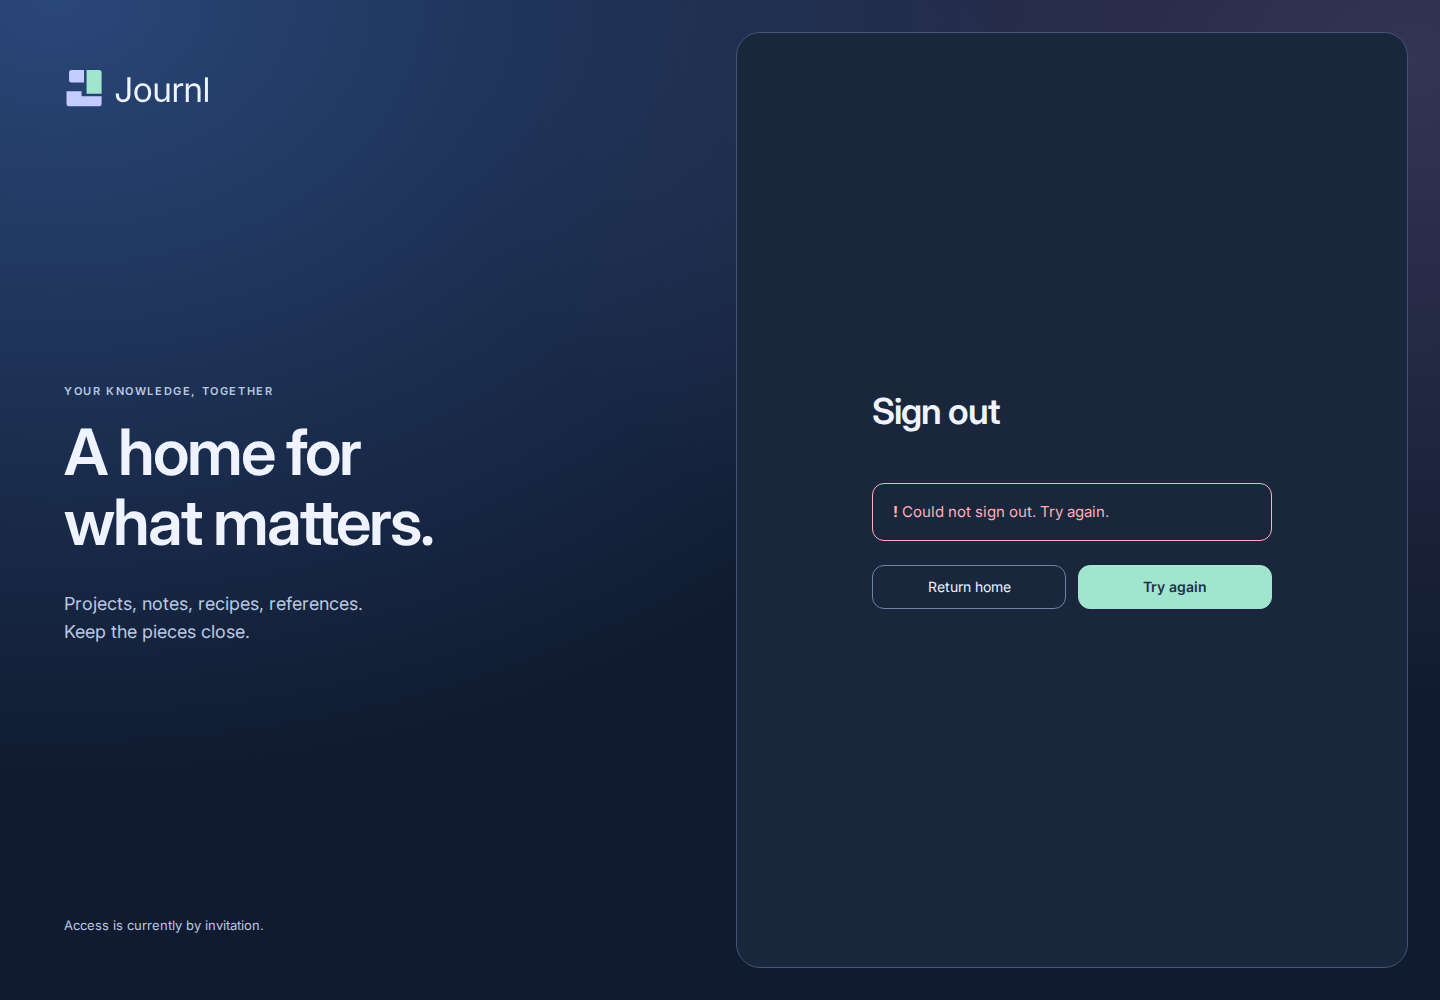 Journl
YOUR KNOWLEDGE, TOGETHER
A home for
what matters.
Projects, notes, recipes, references.
Keep the pieces close.
Access is currently by invitation.
Sign out
! Could not sign out. Try again.
Return home
Try again